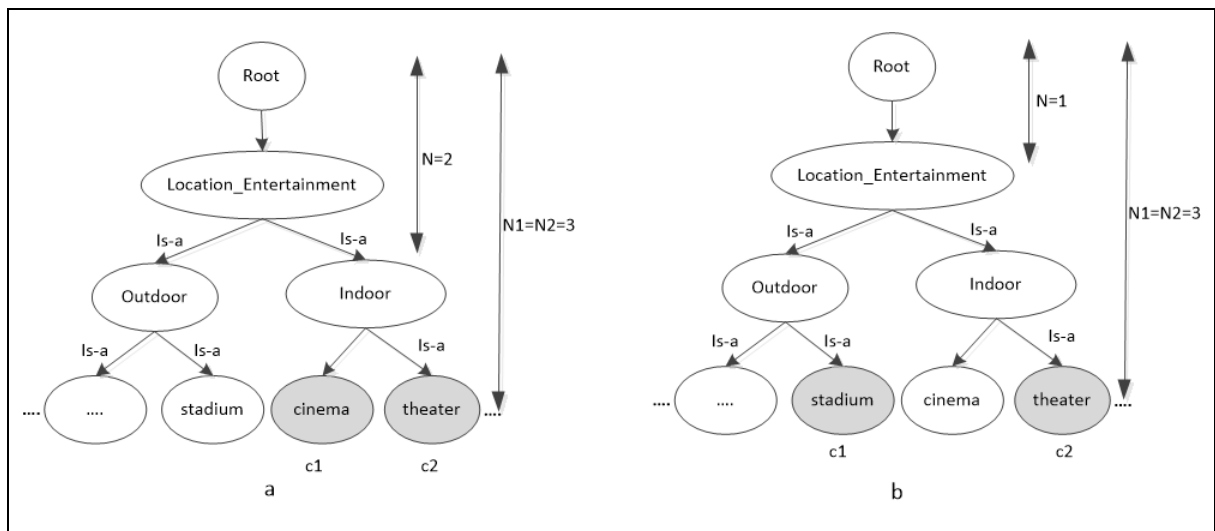 Root
N=2
Location_Entertainment
N1=N2=3
Is-a
Is-a
Outdoor
Indoor
Is-a
Is-a
Is-a
....
....
stadium
cinema
theater
....
c1
c2
a
Root
N=1
Location_Entertainment
N1=N2=3
Is-a
Is-a
Outdoor
Indoor
Is-a
Is-a
Is-a
....
....
stadium
cinema
theater
....
c1
c2
b